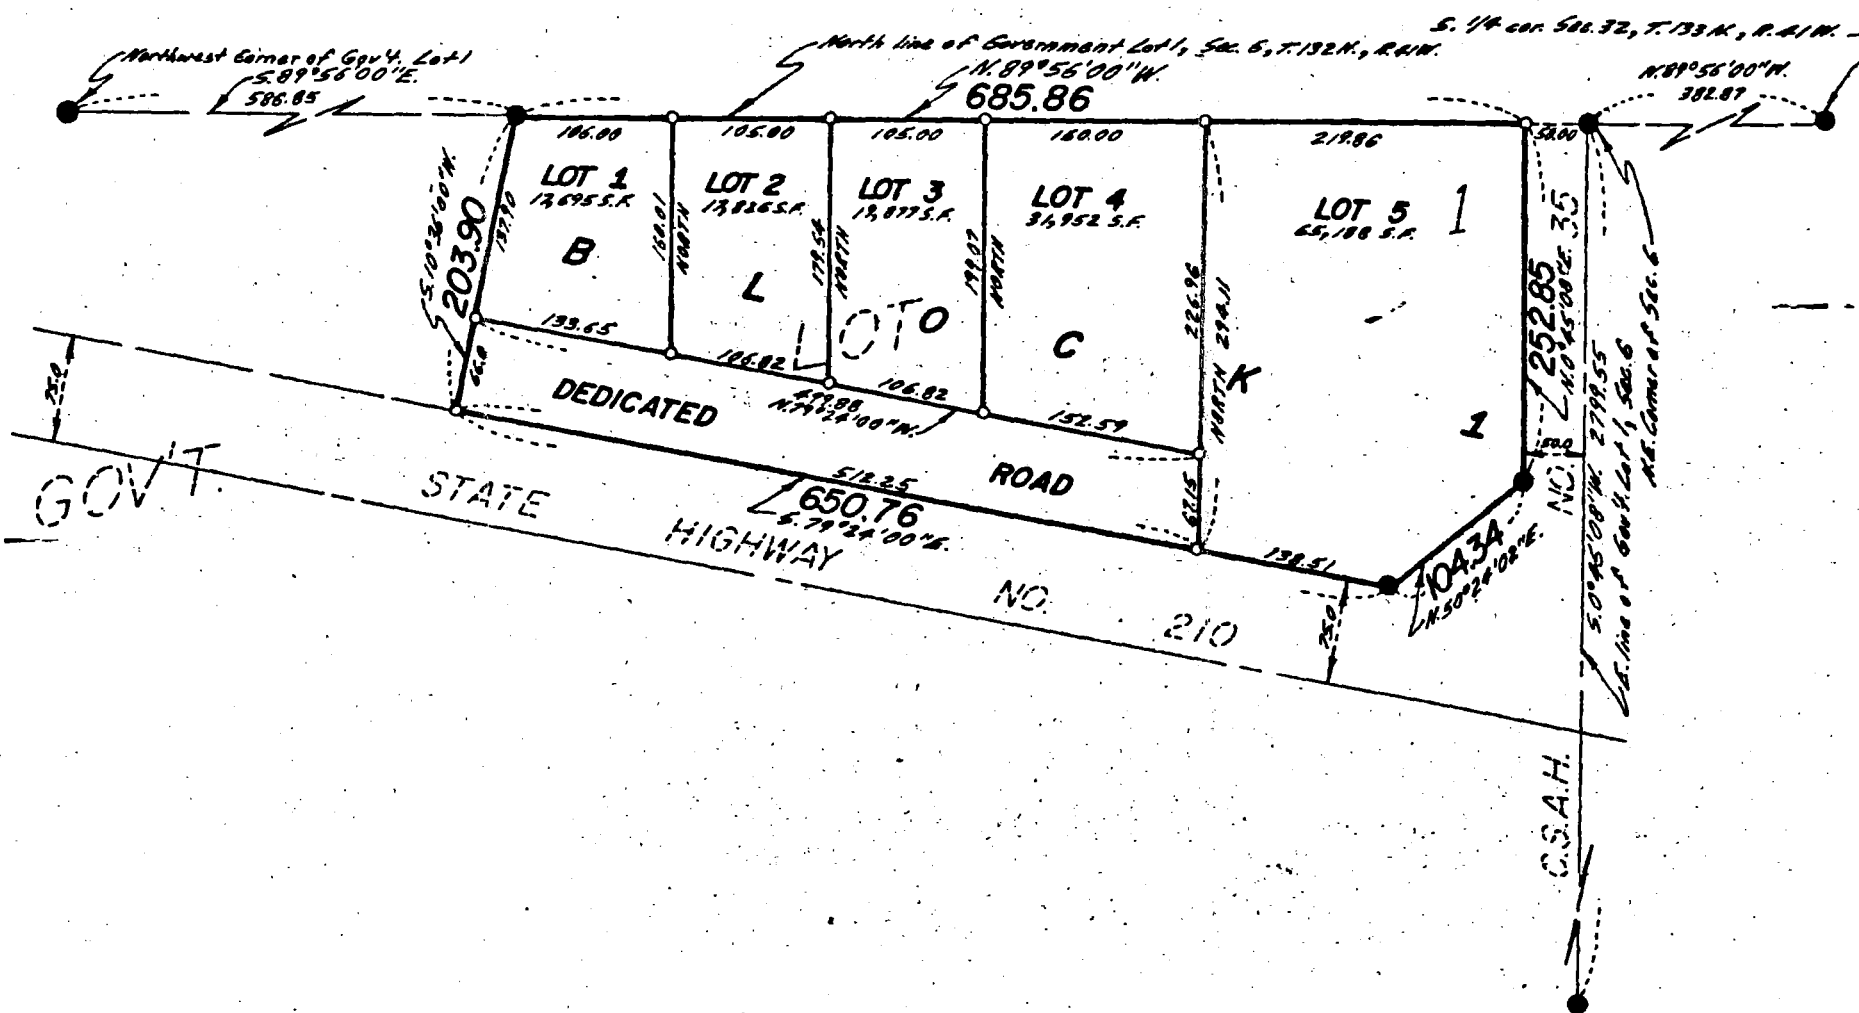 S. 1/4 cor. Sec. 32, T. 133 N., R. 41 W.
Northwest Corner of Gov't. Lot 1
S. 89°56'00"E.
586.85
North line of Government Lot 1, Sec. 6, T. 132 N., R. 41 W.
N. 89°56'00"W.
685.86
N. 89°56'00"W.
382.87
106.00
105.00
105.00
160.00
219.86
50.00
LOT 1
LOT 2
LOT 3
LOT 4
31,952 S.F.
LOT 5
65,188 S.F.
1
S. 10°36'00"W.
203.90
137.90
66.0
160.01
NORTH
179.54
NORTH
199.07
NORTH
226.96
NORTH 294.11
67.15
252.85
N. 0°45'08"E.
35
B
L
O
C
K
1
LOT
133.65
106.82
106.82
152.59
499.88
N. 79°24'00"W.
DEDICATED
ROAD
512.25
650.76
S. 79°24'00"E.
138.51
104.34
N. 50°24'02"E.
50.0
NO.
S. 0°45'08"W. 2799.55
E. line of Gov't. Lot 1, Sec. 6
N.E. Corner of Sec. 6
75.0
GOV'T.
STATE
HIGHWAY
NO.
210
75.0
C.S.A.H.